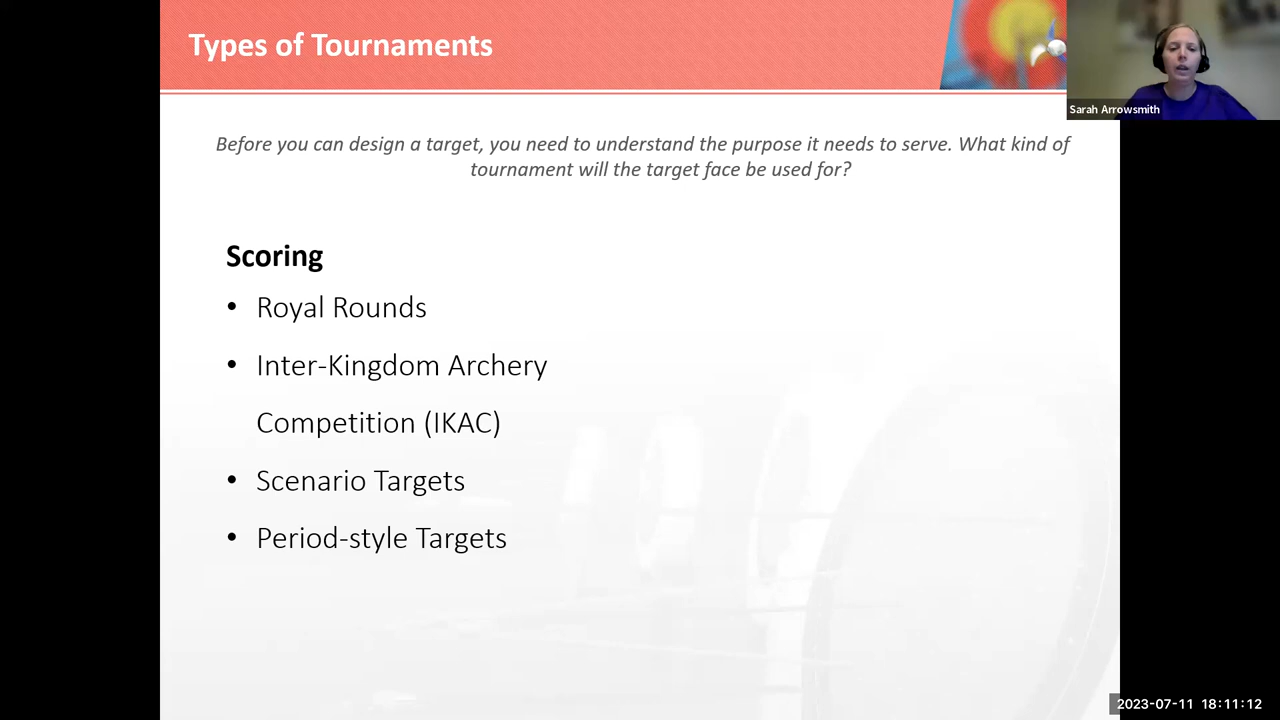 Types of Tournaments
Sarah Arrowsmith
Before you can design a target, you need to understand the purpose it needs to serve. What kind of
tournament will the target face be used for?
Scoring
• Royal Rounds
• Inter-Kingdom Archery
Competition (IKAC)
• Scenario Targets
• Period-style Targets
2023-07-11 18:11:12